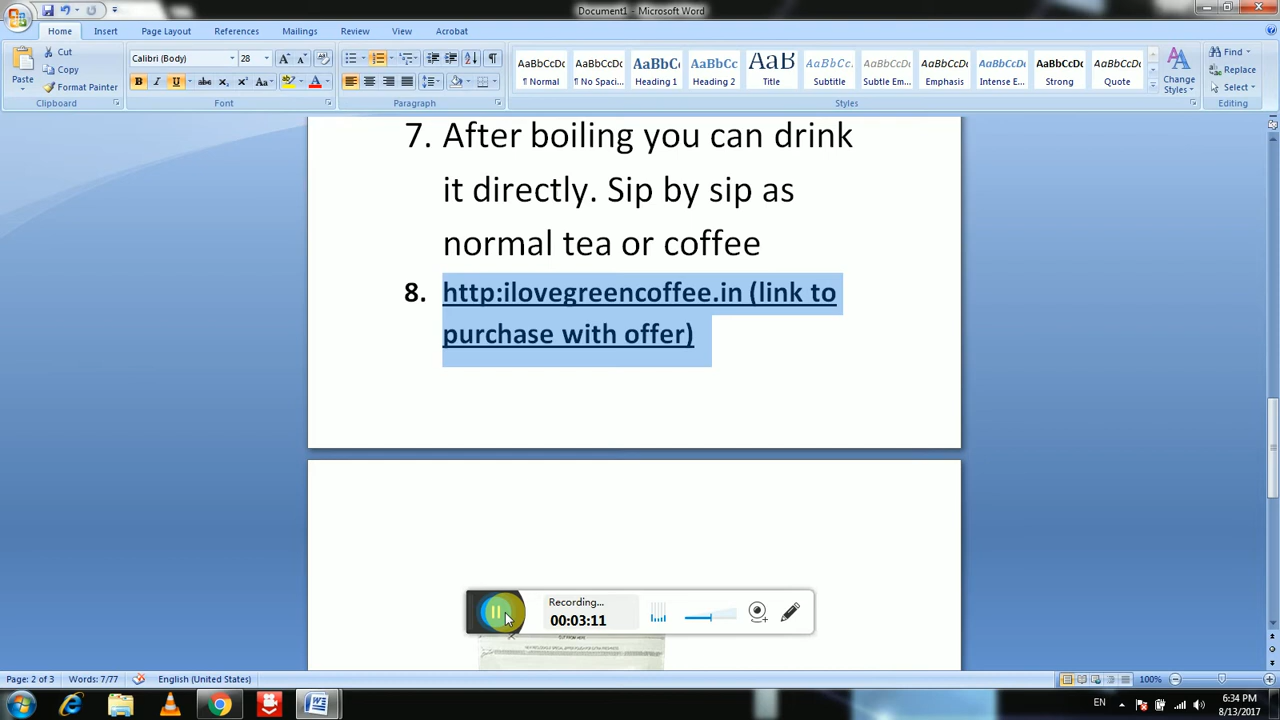 Document1 - Microsoft Word
Home Insert Page Layout References Mailings Review View Acrobat
Cut
Copy
Format Painter
Paste
Clipboard
Calibri (Body) 28
Font
Paragraph
AaBbCcDc AaBbCcDc AaBbC AaBbCc AaB AaBbCc. AaBbCcDc AaBbCcDc AaBbCcDc AaBbCcDc AaBbCcDc
¶ Normal ¶ No Spaci... Heading 1 Heading 2 Title Subtitle Subtle Em... Emphasis Intense E... Strong Quote
Styles
Change Styles
Find
Replace
Select
Editing
7. After boiling you can drink
it directly. Sip by sip as
normal tea or coffee
8. http:ilovegreencoffee.in (link to
purchase with offer)
Recording...
00:03:11
Page: 2 of 3 Words: 7/77 English (United States) 100%
EN
6:34 PM
8/13/2017